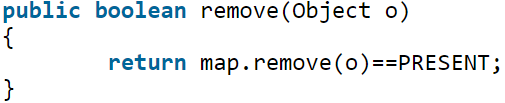 public boolean remove(Object o)
{
        return map.remove(o)==PRESENT;
}